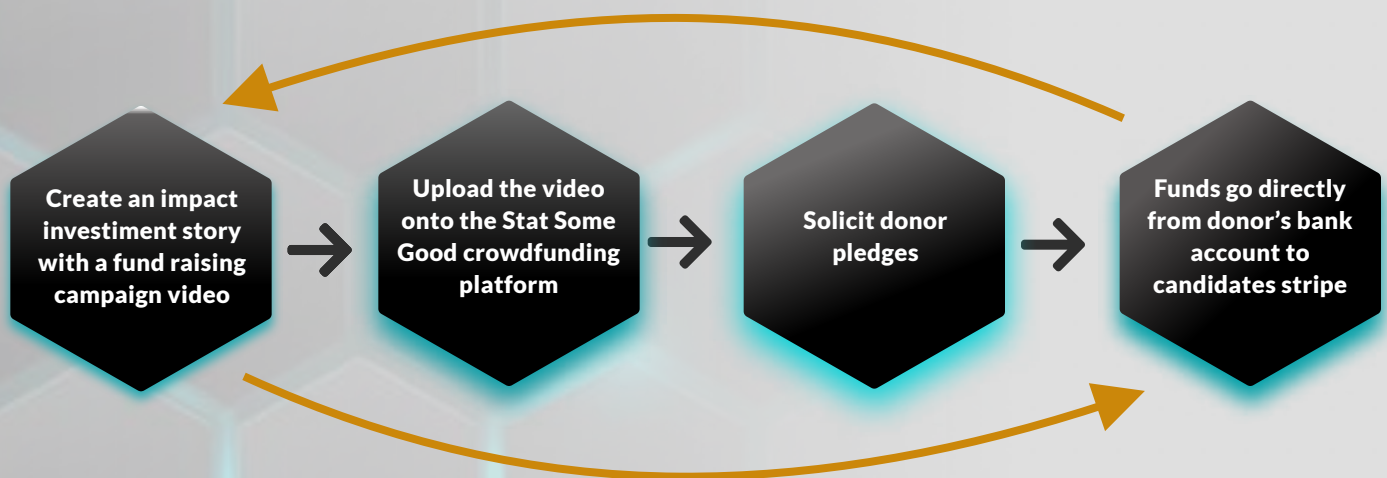 Create an impact
investiment story
with a fund raising
campaign video
Upload the video
onto the Stat Some
Good crowdfunding
platform
Solicit donor
pledges
Funds go directly
from donor's bank
account to
candidates stripe